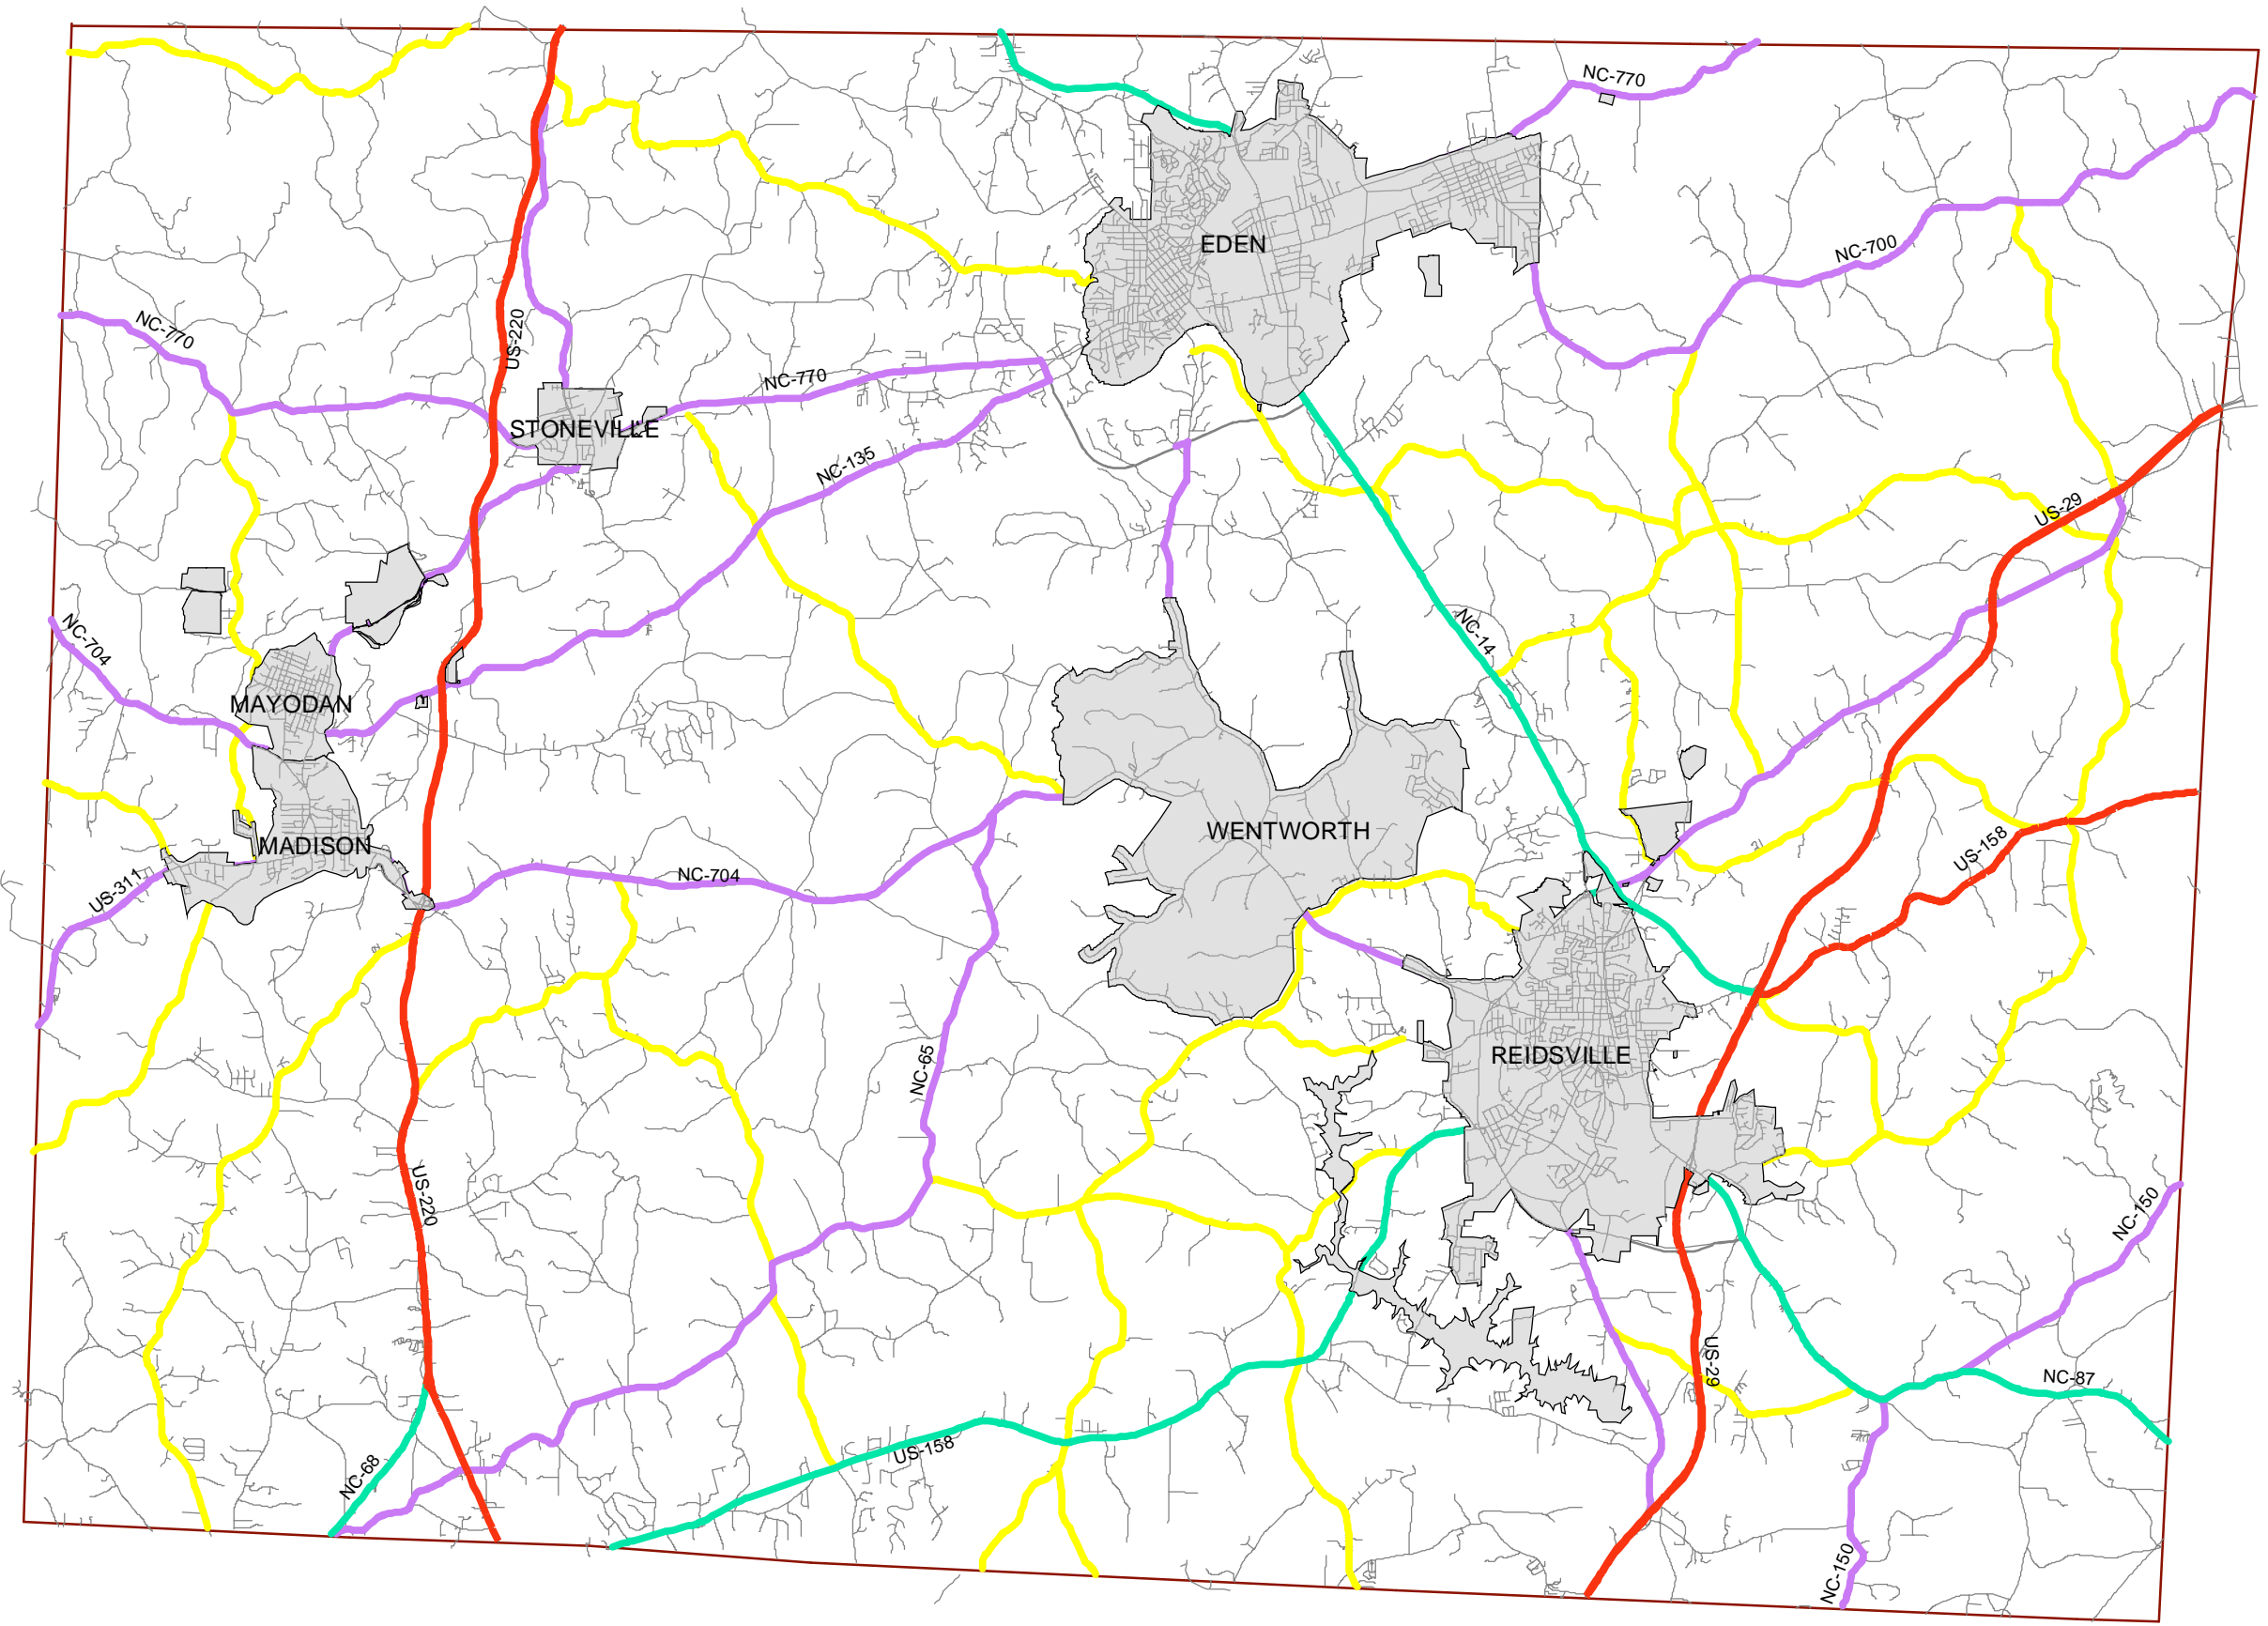 NC-770
EDEN
NC-700
NC-770
US-220
NC-770
STONEVILLE
NC-135
US-29
NC-704
NC-14
MAYODAN
WENTWORTH
MADISON
US-158
NC-704
US-311
REIDSVILLE
NC-65
US-220
NC-150
US-29
NC-87
US-158
NC-68
NC-150